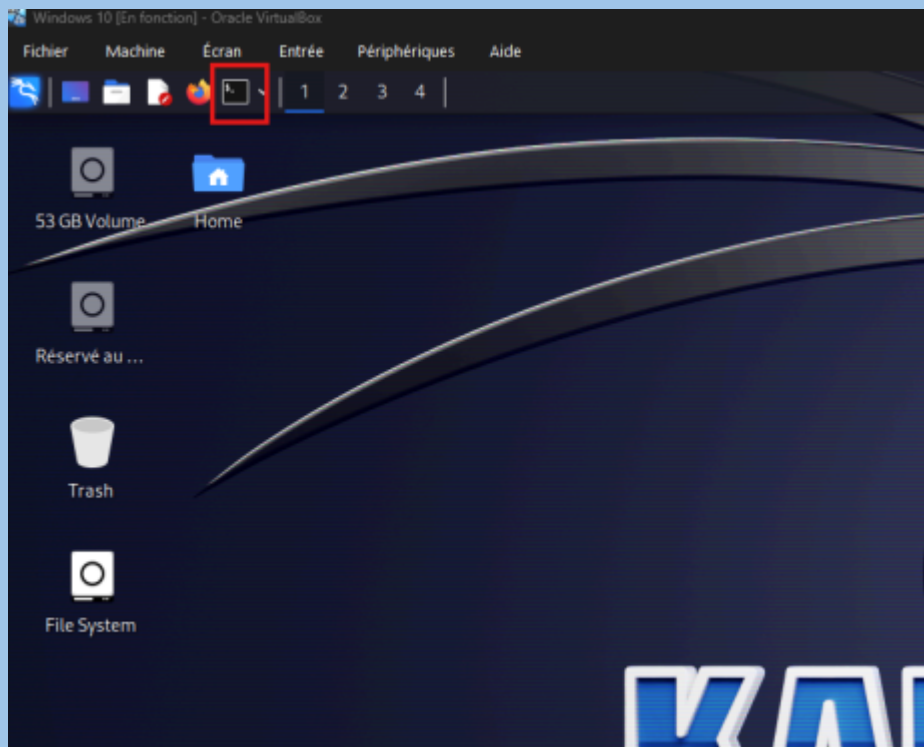 Windows 10 [En fonction] - Oracle VirtualBox
Fichier Machine Écran Entrée Périphériques Aide
1 2 3 4
53 GB Volume
Home
Réservé au ...
Trash
File System
KA